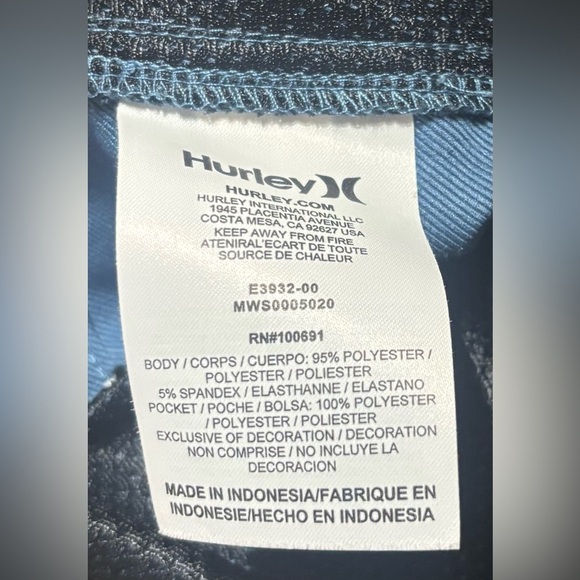 Hurley
HURLEY.COM
HURLEY INTERNATIONAL LLC
1945 PLACENTIA AVENUE
COSTA MESA, CA 92627 USA
KEEP AWAY FROM FIRE
ATENIRAL'ECART DE TOUTE
SOURCE DE CHALEUR
E3932-00
MWS0005020
RN#100691
BODY / CORPS / CUERPO: 95% POLYESTER /
POLYESTER / POLIESTER
5% SPANDEX / ELASTHANNE / ELASTANO
POCKET / POCHE / BOLSA: 100% POLYESTER
/ POLYESTER / POLIESTER
EXCLUSIVE OF DECORATION / DECORATION
NON COMPRISE / NO INCLUYE LA
DECORACION
MADE IN INDONESIA/FABRIQUE EN
INDONESIE/HECHO EN INDONESIA